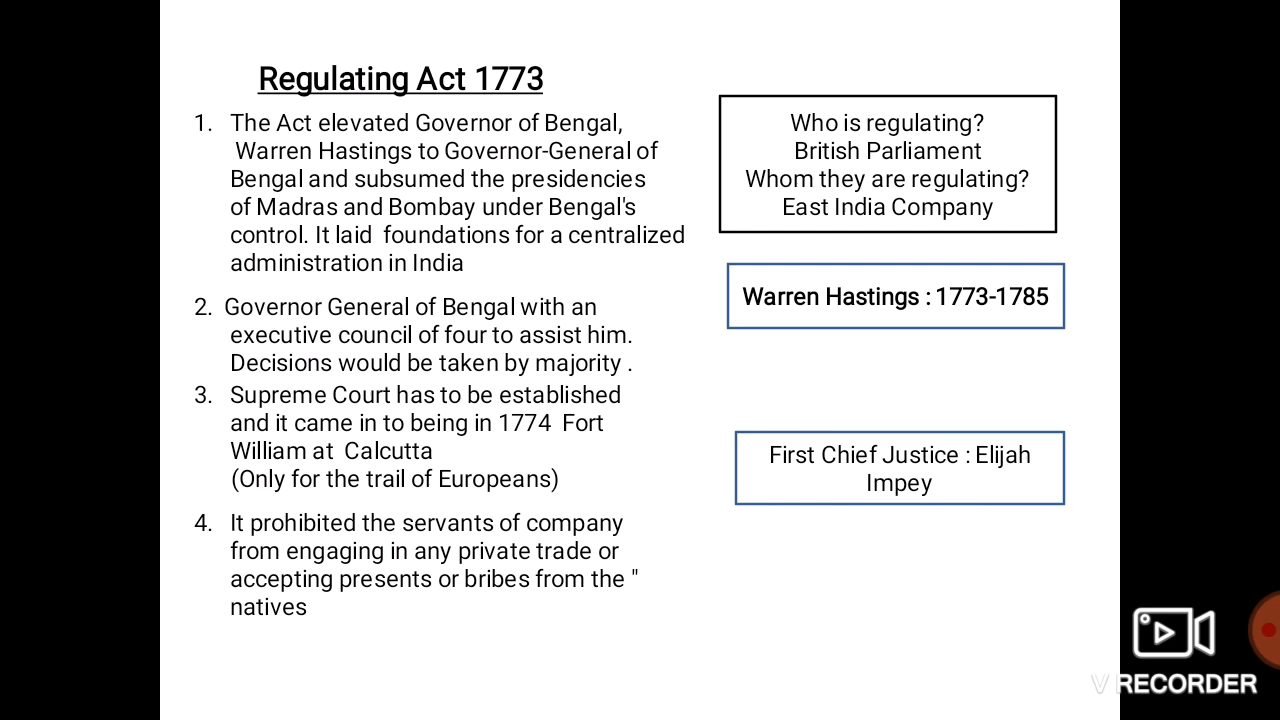 Regulating Act 1773
1. The Act elevated Governor of Bengal,
Warren Hastings to Governor-General of
Bengal and subsumed the presidencies
of Madras and Bombay under Bengal's
control. It laid foundations for a centralized
administration in India
2. Governor General of Bengal with an
executive council of four to assist him.
Decisions would be taken by majority .
3. Supreme Court has to be established
and it came in to being in 1774 Fort
William at Calcutta
(Only for the trail of Europeans)
4. It prohibited the servants of company
from engaging in any private trade or
accepting presents or bribes from the "
natives
Who is regulating?
British Parliament
Whom they are regulating?
East India Company
Warren Hastings : 1773-1785
First Chief Justice : Elijah
Impey
V RECORDER